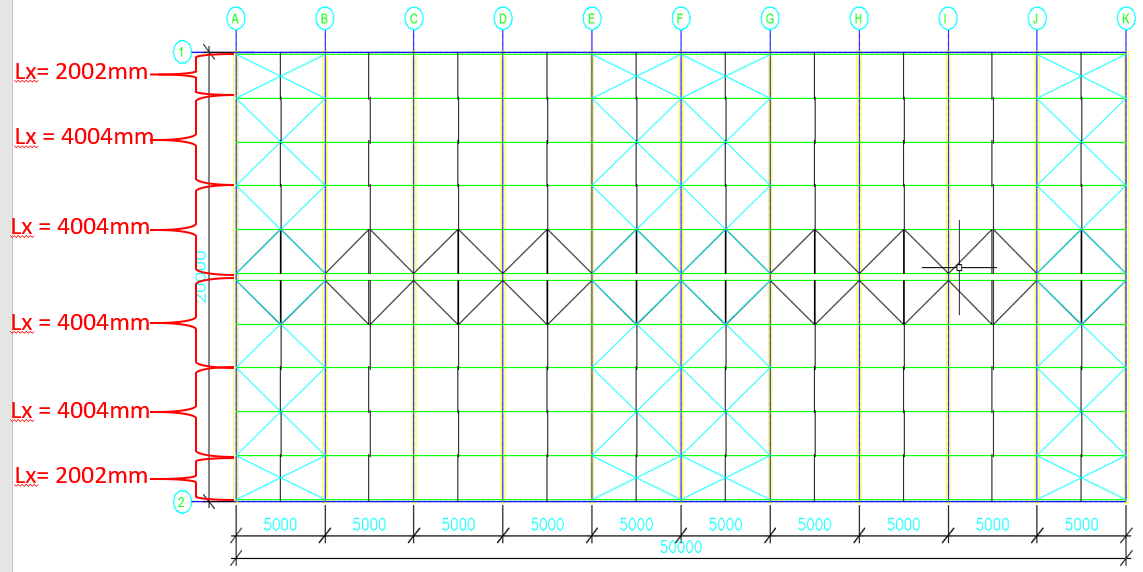 A B C D E F G H I J K
1
Lx= 2002mm
Lx = 4004mm
Lx = 4004mm
Lx = 4004mm
Lx = 4004mm
Lx= 2002mm
2
5000 5000 5000 5000 5000 5000 5000 5000 5000 5000
50000